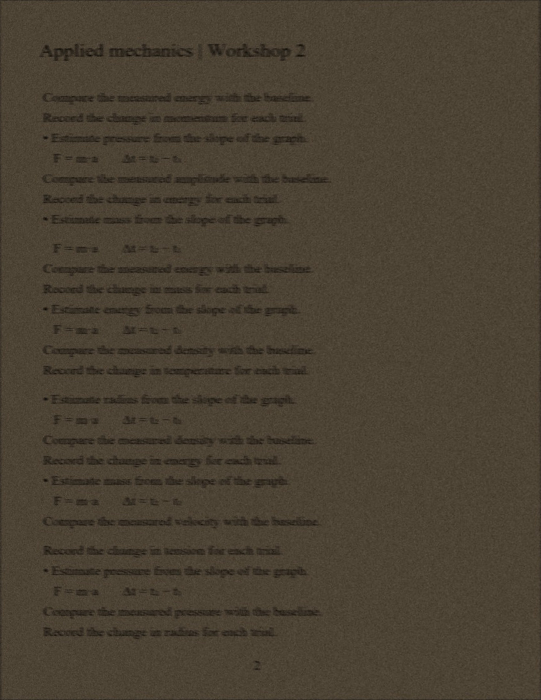 Applied mechanics | Workshop 2
Compare the measured energy with the baseline.
Record the change in momentum for each trial.
• Estimate pressure from the slope of the graph.
F = m·a Δt = t₂ − t₁
Compare the measured amplitude with the baseline.
Record the change in energy for each trial.
• Estimate mass from the slope of the graph.
F = m·a Δt = t₂ − t₁
Compare the measured energy with the baseline.
Record the change in mass for each trial.
• Estimate energy from the slope of the graph.
F = m·a Δt = t₂ − t₁
Compare the measured density with the baseline.
Record the change in temperature for each trial.
• Estimate radius from the slope of the graph.
F = m·a Δt = t₂ − t₁
Compare the measured density with the baseline.
Record the change in energy for each trial.
• Estimate mass from the slope of the graph.
F = m·a Δt = t₂ − t₁
Compare the measured velocity with the baseline.
Record the change in tension for each trial.
• Estimate pressure from the slope of the graph.
F = m·a Δt = t₂ − t₁
Compare the measured pressure with the baseline.
Record the change in radius for each trial.
2